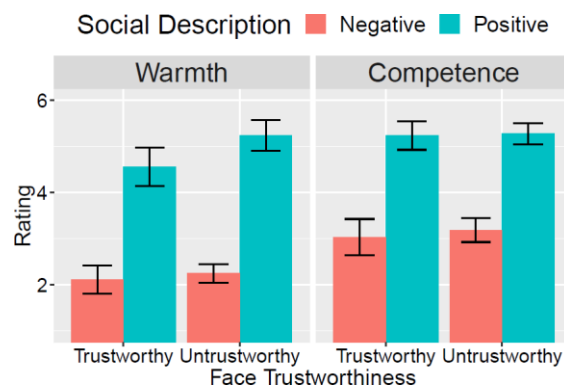 Social Description Negative Positive
Warmth Competence
6
4
2
Rating
Trustworthy Untrustworthy Trustworthy Untrustworthy
Face Trustworthiness